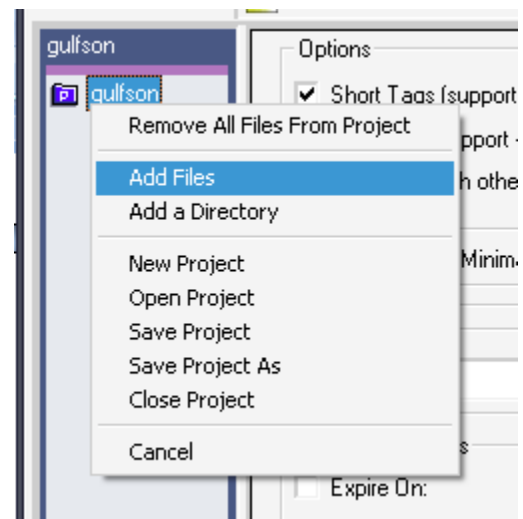 gulfson
Options
gulfson
Short Tags (support
Remove All Files From Project
pport
Add Files
h othe
Add a Directory
New Project
Minim
Open Project
Save Project
Save Project As
Close Project
Cancel
s
Expire On: